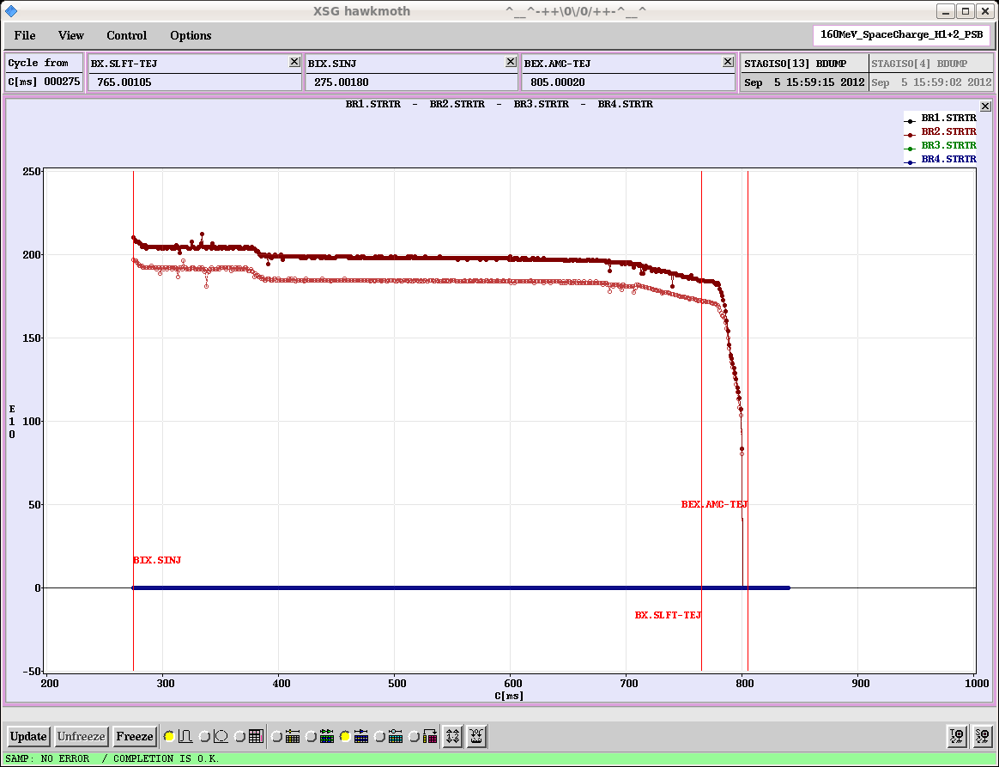 XSG hawkmoth ^__^-++\0\/0/++-^__^
File View Control Options
160MeV_SpaceCharge_H1+2_PSB
Cycle from
C[ms] 000275
BX.SLFT-TEJ
765.00105
BIX.SINJ
275.00180
BEX.AMC-TEJ
805.00020
STAGISO[13] BDUMP
Sep 5 15:59:15 2012
STAGISO[4] BDUMP
Sep 5 15:59:02 2012
BR1.STRTR - BR2.STRTR - BR3.STRTR - BR4.STRTR
BR1.STRTR
BR2.STRTR
BR3.STRTR
BR4.STRTR
250
200
150
E
1 100
0
50
BEX.AMC-TEJ
BIX.SINJ
0
BX.SLFT-TEJ
-50
200 300 400 500 600 700 800 900 1000
C[ms]
Update Unfreeze Freeze
SAMP: NO ERROR / COMPLETION IS O.K.